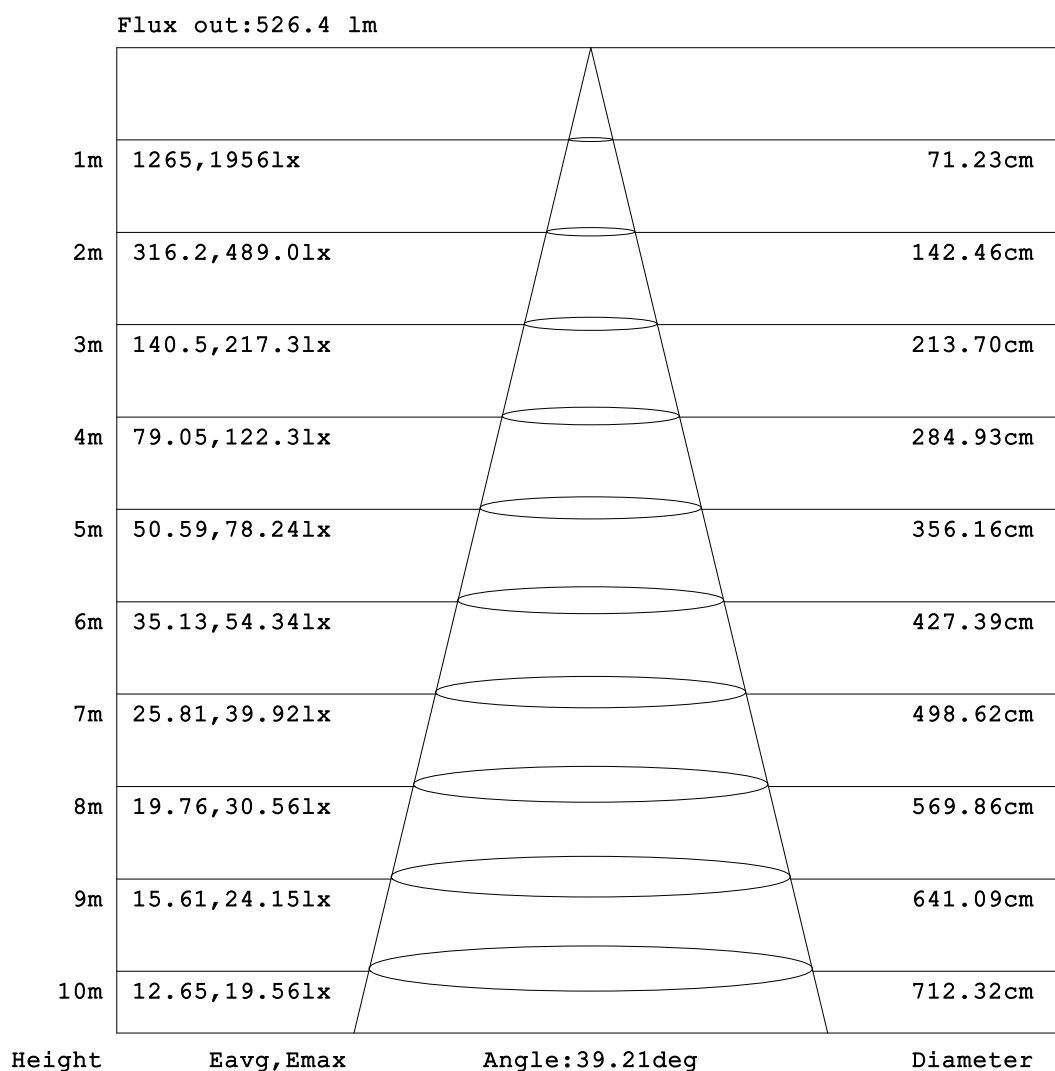 Flux out:526.4 lm
1m 1265,1956lx 71.23cm
2m 316.2,489.0lx 142.46cm
3m 140.5,217.3lx 213.70cm
4m 79.05,122.3lx 284.93cm
5m 50.59,78.24lx 356.16cm
6m 35.13,54.34lx 427.39cm
7m 25.81,39.92lx 498.62cm
8m 19.76,30.56lx 569.86cm
9m 15.61,24.15lx 641.09cm
10m 12.65,19.56lx 712.32cm
Height Eavg,Emax Angle:39.21deg Diameter